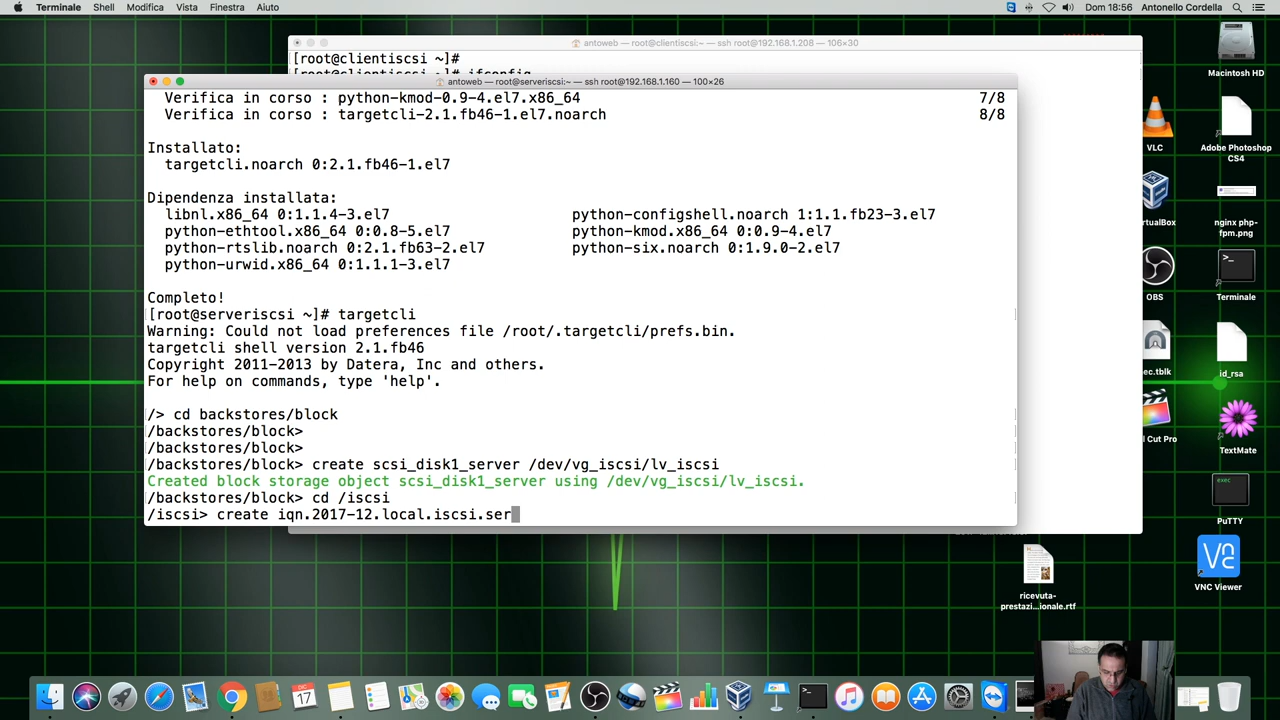 Terminale Shell Modifica Vista Finestra Aiuto
Dom 18:56 Antonello Cordella
antoweb — root@clientiscsi:~ — ssh root@192.168.1.208 — 106×30
[root@clientiscsi ~]#
[root@clientiscsi ~]# ifconfig
antoweb — root@serveriscsi:~ — ssh root@192.168.1.160 — 100×26
Verifica in corso : python-kmod-0.9-4.el7.x86_64 7/8
Verifica in corso : targetcli-2.1.fb46-1.el7.noarch 8/8
Installato:
targetcli.noarch 0:2.1.fb46-1.el7
Dipendenza installata:
libnl.x86_64 0:1.1.4-3.el7 python-configshell.noarch 1:1.1.fb23-3.el7
python-ethtool.x86_64 0:0.8-5.el7 python-kmod.x86_64 0:0.9-4.el7
python-rtslib.noarch 0:2.1.fb63-2.el7 python-six.noarch 0:1.9.0-2.el7
python-urwid.x86_64 0:1.1.1-3.el7
Completo!
[root@serveriscsi ~]# targetcli
Warning: Could not load preferences file /root/.targetcli/prefs.bin.
targetcli shell version 2.1.fb46
Copyright 2011-2013 by Datera, Inc and others.
For help on commands, type 'help'.
/> cd backstores/block
/backstores/block>
/backstores/block>
/backstores/block> create scsi_disk1_server /dev/vg_iscsi/lv_iscsi
Created block storage object scsi_disk1_server using /dev/vg_iscsi/lv_iscsi.
/backstores/block> cd /iscsi
/iscsi> create iqn.2017-12.local.iscsi.ser
Macintosh HD
VLC
Adobe Photoshop
CS4
irtualBox
nginx php-
fpm.png
OBS
Terminale
ec.tblk
id_rsa
l Cut Pro
TextMate
exec
PuTTY
VNC Viewer
ricevuta-
prestazi...ionale.rtf
DIC
17